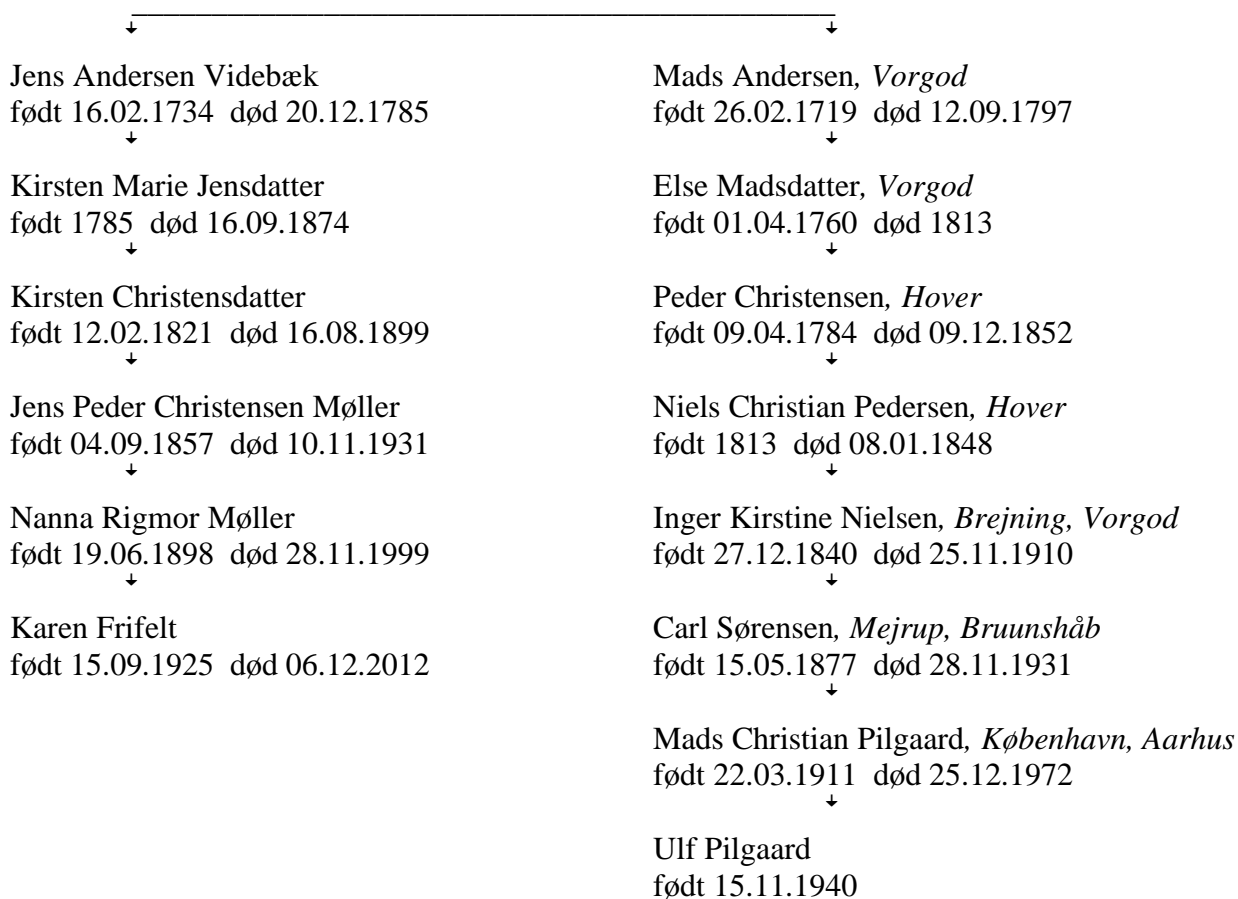 Jens Andersen Videbæk
født 16.02.1734  død 20.12.1785
Kirsten Marie Jensdatter
født 1785  død 16.09.1874
Kirsten Christensdatter
født 12.02.1821  død 16.08.1899
Jens Peder Christensen Møller
født 04.09.1857  død 10.11.1931
Nanna Rigmor Møller
født 19.06.1898  død 28.11.1999
Karen Frifelt
født 15.09.1925  død 06.12.2012
Mads Andersen, Vorgod
født 26.02.1719  død 12.09.1797
Else Madsdatter, Vorgod
født 01.04.1760  død 1813
Peder Christensen, Hover
født 09.04.1784  død 09.12.1852
Niels Christian Pedersen, Hover
født 1813  død 08.01.1848
Inger Kirstine Nielsen, Brejning, Vorgod
født 27.12.1840  død 25.11.1910
Carl Sørensen, Mejrup, Bruunshåb
født 15.05.1877  død 28.11.1931
Mads Christian Pilgaard, København, Aarhus
født 22.03.1911  død 25.12.1972
Ulf Pilgaard
født 15.11.1940